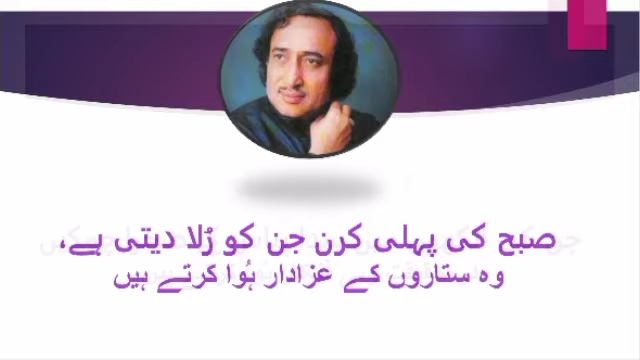 صبح کی پہلی کرن جن کو رُلا دیتی ہے،
وہ ستاروں کے عزادار ہُوا کرتے ہیں